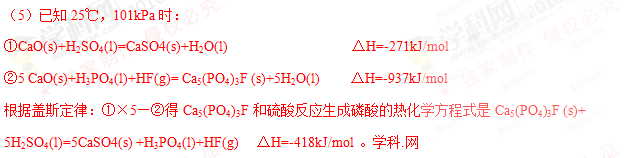 （5）已知 25℃，101kPa 时：
①CaO(s)+H₂SO₄(l)=CaSO4(s)+H₂O(l) △H=-271kJ/mol
②5 CaO(s)+H₃PO₄(l)+HF(g)= Ca₅(PO₄)₃F (s)+5H₂O(l) △H=-937kJ/mol
根据盖斯定律：①×5—②得 Ca₅(PO₄)₃F 和硫酸反应生成磷酸的热化学方程式是 Ca₅(PO₄)₃F (s)+
5H₂SO₄(l)=5CaSO4(s) +H₃PO₄(l)+HF(g) △H=-418kJ/mol 。学科.网